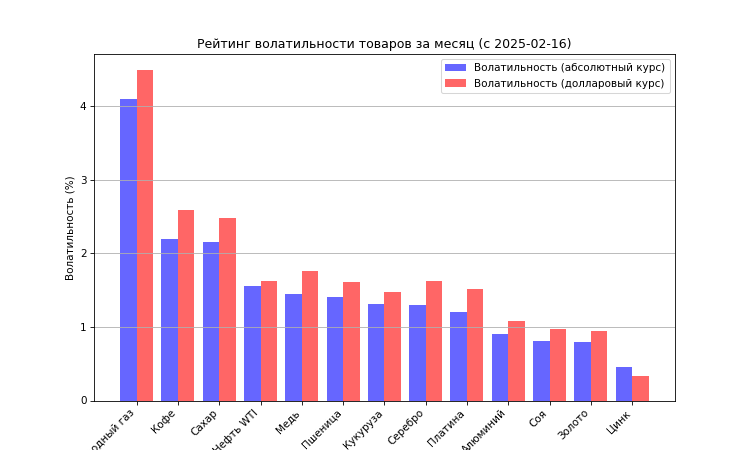 Рейтинг волатильности товаров за месяц (с 2025-02-16)
Волатильность (абсолютный курс)
Волатильность (долларовый курс)
Волатильность (%)
4
3
2
1
0
газ
Кофе
Сахар
Нефть WTI
Медь
Пшеница
Кукуруза
Серебро
Платина
Алюминий
Соя
Золото
Цинк